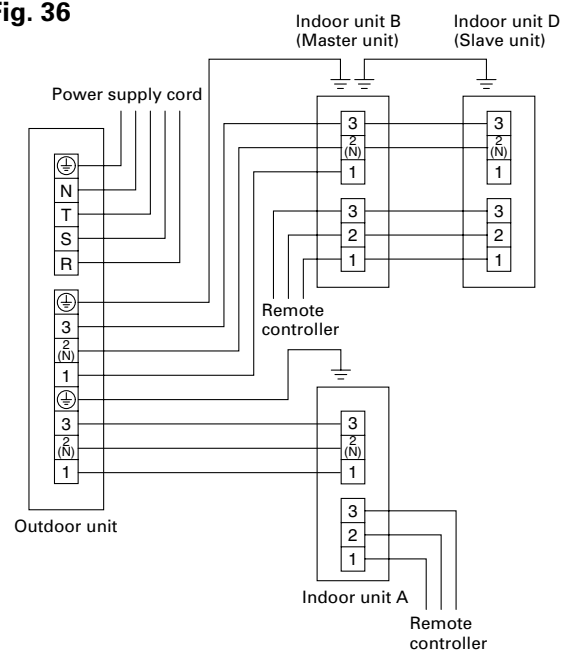 Fig. 36
Indoor unit B
(Master unit)
Indoor unit D
(Slave unit)
Power supply cord
N
T
S
R
3
2
(N)
1
3
2
(N)
1
Outdoor unit
3
2
(N)
1
3
2
1
3
2
(N)
1
3
2
1
Remote
controller
3
2
(N)
1
3
2
1
Indoor unit A
Remote
controller